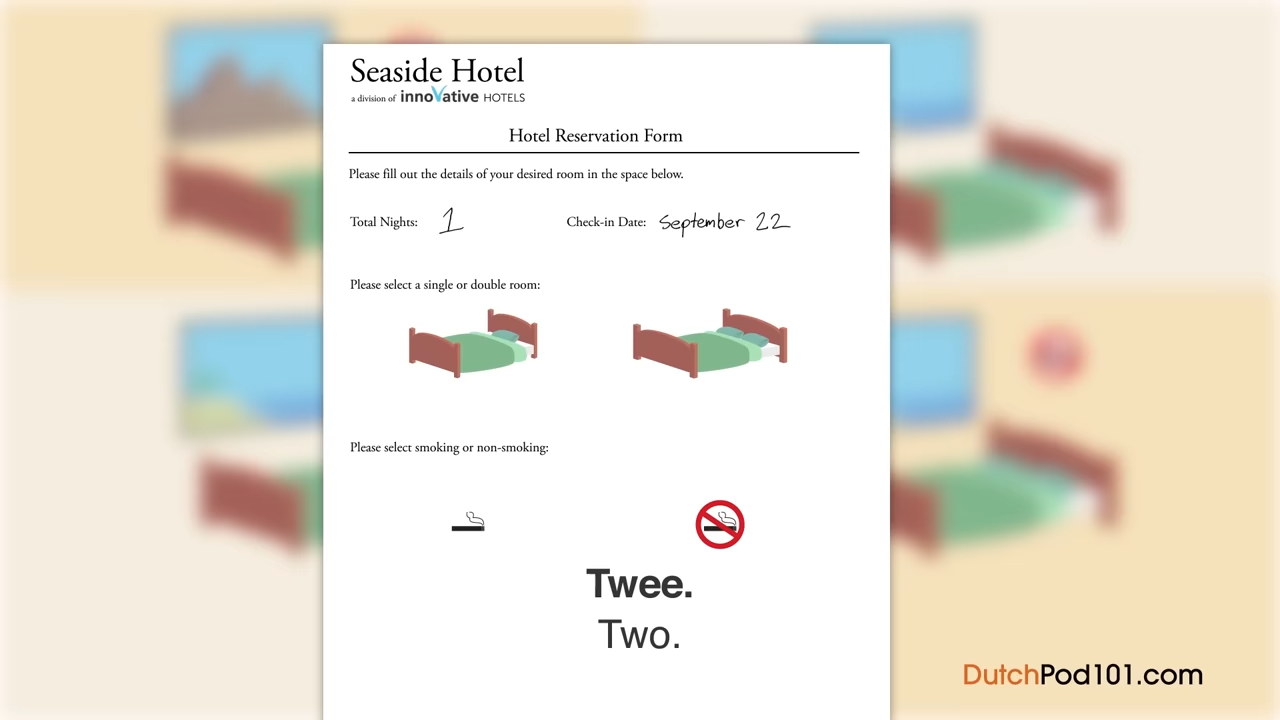 Seaside Hotel
a division of innoVative HOTELS
Hotel Reservation Form
Please fill out the details of your desired room in the space below.
Total Nights: 1 Check-in Date: September 22
Please select a single or double room:
Please select smoking or non-smoking:
Twee.
Two.
DutchPod101.com